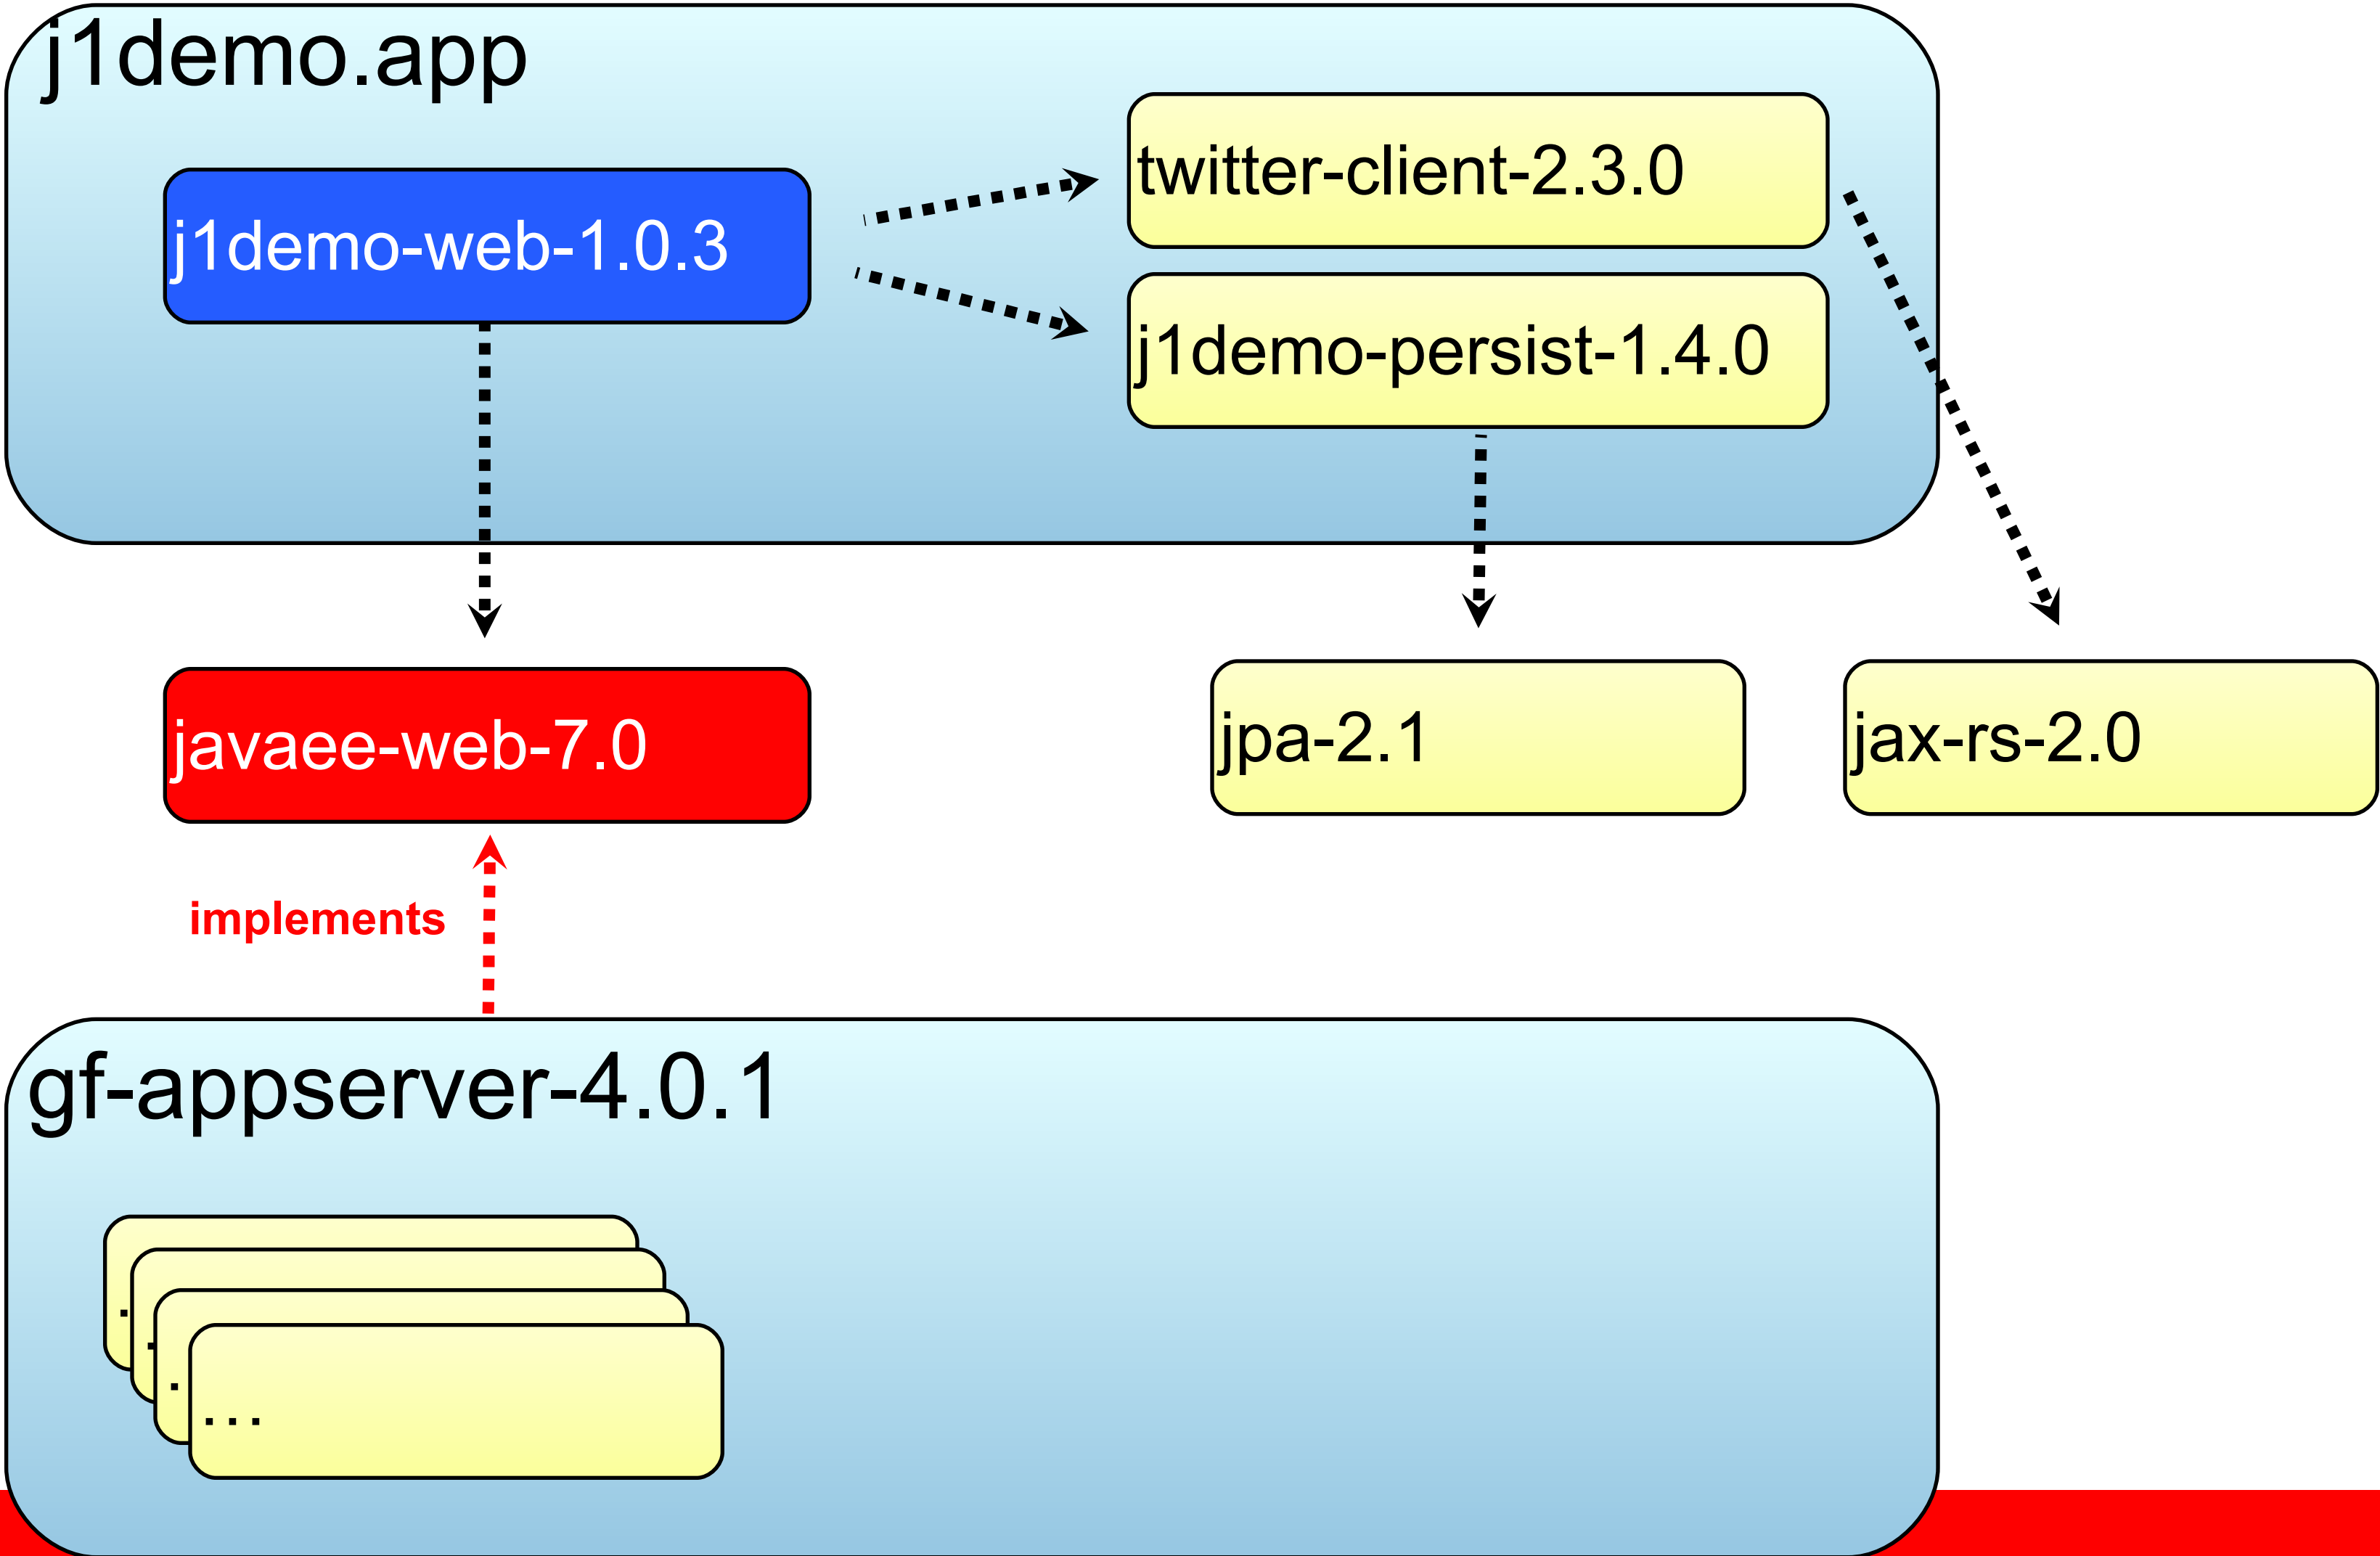 j1demo.app
twitter-client-2.3.0
j1demo-web-1.0.3
j1demo-persist-1.4.0
javaee-web-7.0
jpa-2.1
jax-rs-2.0
implements
gf-appserver-4.0.1
.
.
.
…